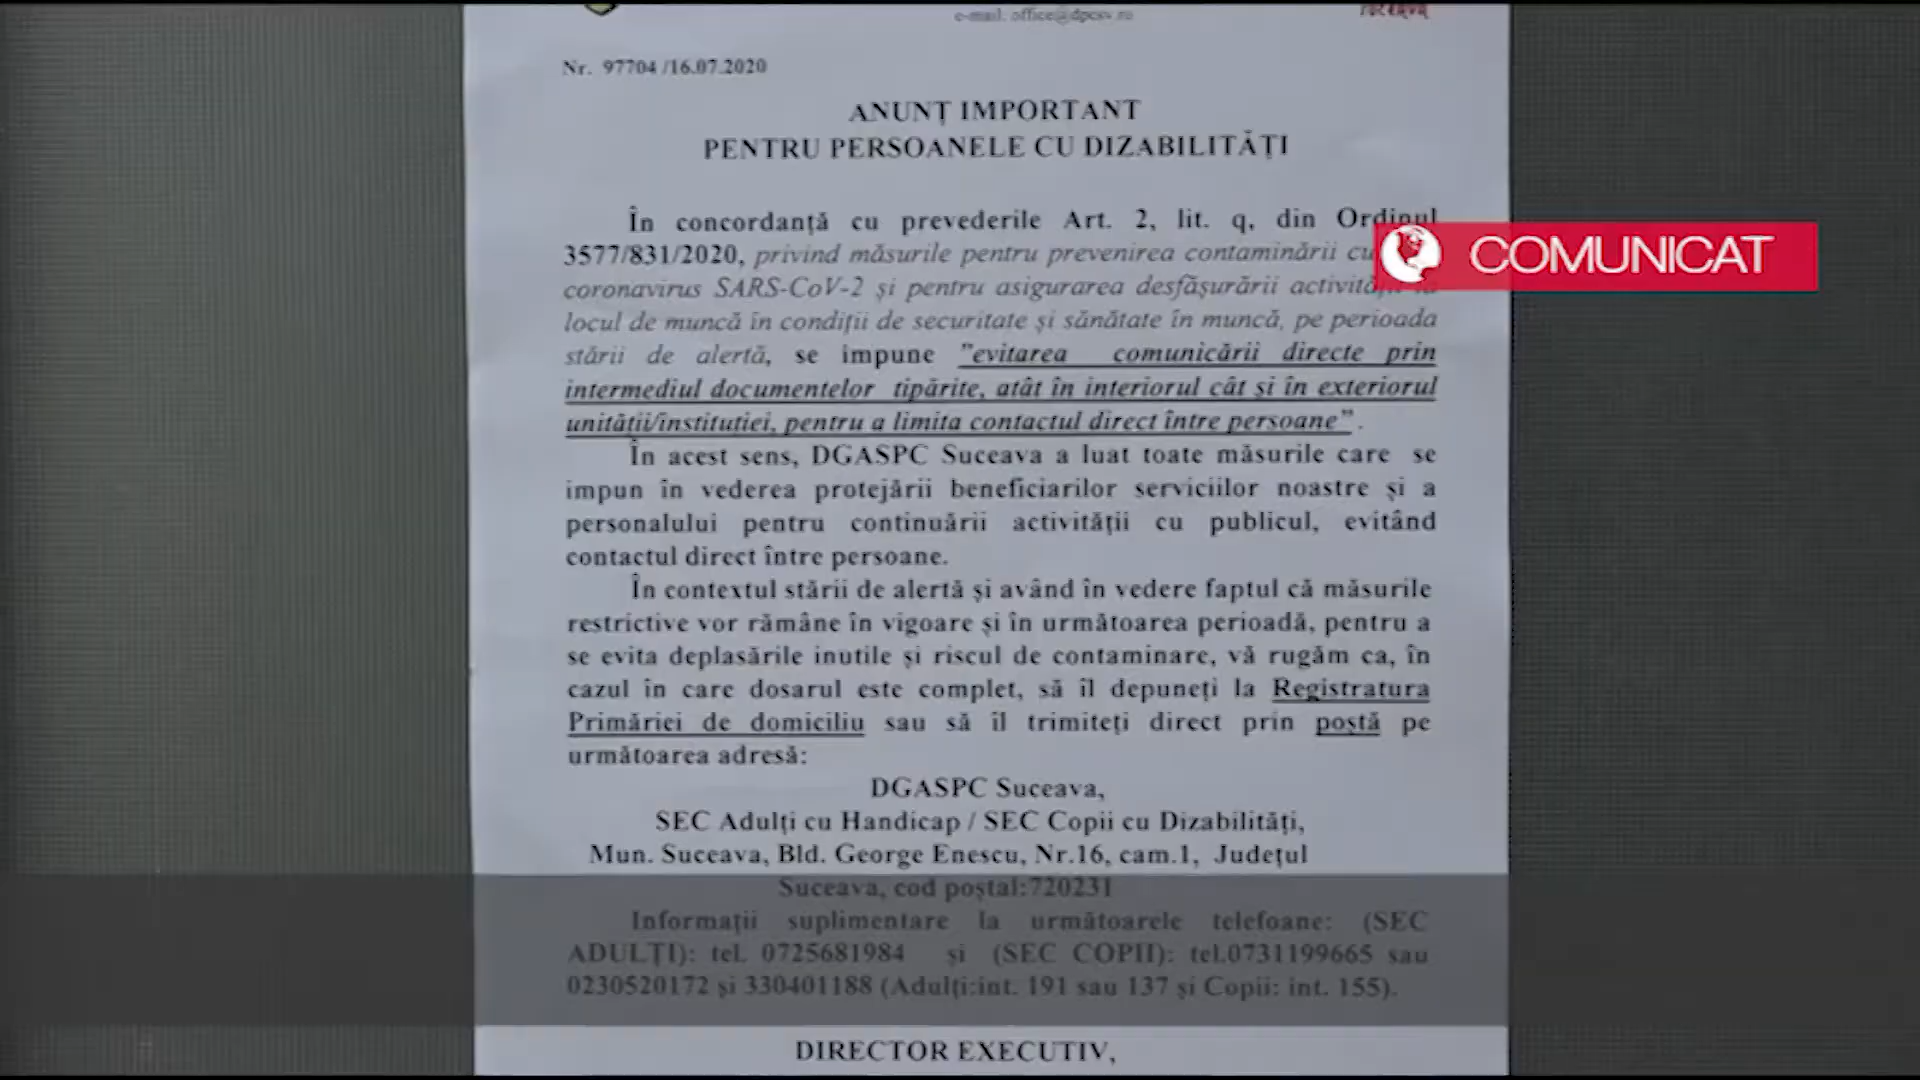 e-mail: office@dpcsv.ro
Nr. 97704 /16.07.2020
ANUNȚ IMPORTANT
PENTRU PERSOANELE CU DIZABILITĂȚI
În concordanță cu prevederile Art. 2, lit. q, din Ordinul
3577/831/2020, privind măsurile pentru prevenirea contaminării cu
COMUNICAT
coronavirus SARS-CoV-2 și pentru asigurarea desfășurării
locul de muncă în condiții de securitate și sănătate în muncă, pe perioada
stării de alertă, se impune "evitarea comunicării directe prin
intermediul documentelor tipărite, atât în interiorul cât și în exteriorul
unității/instituției, pentru a limita contactul direct între persoane".
În acest sens, DGASPC Suceava a luat toate măsurile care se
impun în vederea protejării beneficiarilor serviciilor noastre și a
personalului pentru continuării activității cu publicul, evitând
contactul direct între persoane.
În contextul stării de alertă și având în vedere faptul că măsurile
restrictive vor rămâne în vigoare și în următoarea perioadă, pentru a
se evita deplasările inutile și riscul de contaminare, vă rugăm ca, în
cazul în care dosarul este complet, să îl depuneți la Registratura
Primăriei de domiciliu sau să îl trimiteți direct prin poștă pe
următoarea adresă:
DGASPC Suceava,
SEC Adulți cu Handicap / SEC Copii cu Dizabilități,
Mun. Suceava, Bld. George Enescu, Nr.16, cam.1, Județul
Suceava, cod poștal:720231
Informații suplimentare la următoarele telefoane: (SEC
ADULȚI): tel. 0725681984 și (SEC COPII): tel.0731199665 sau
0230520172 și 330401188 (Adulți:int. 191 sau 137 și Copii: int. 155).
DIRECTOR EXECUTIV,